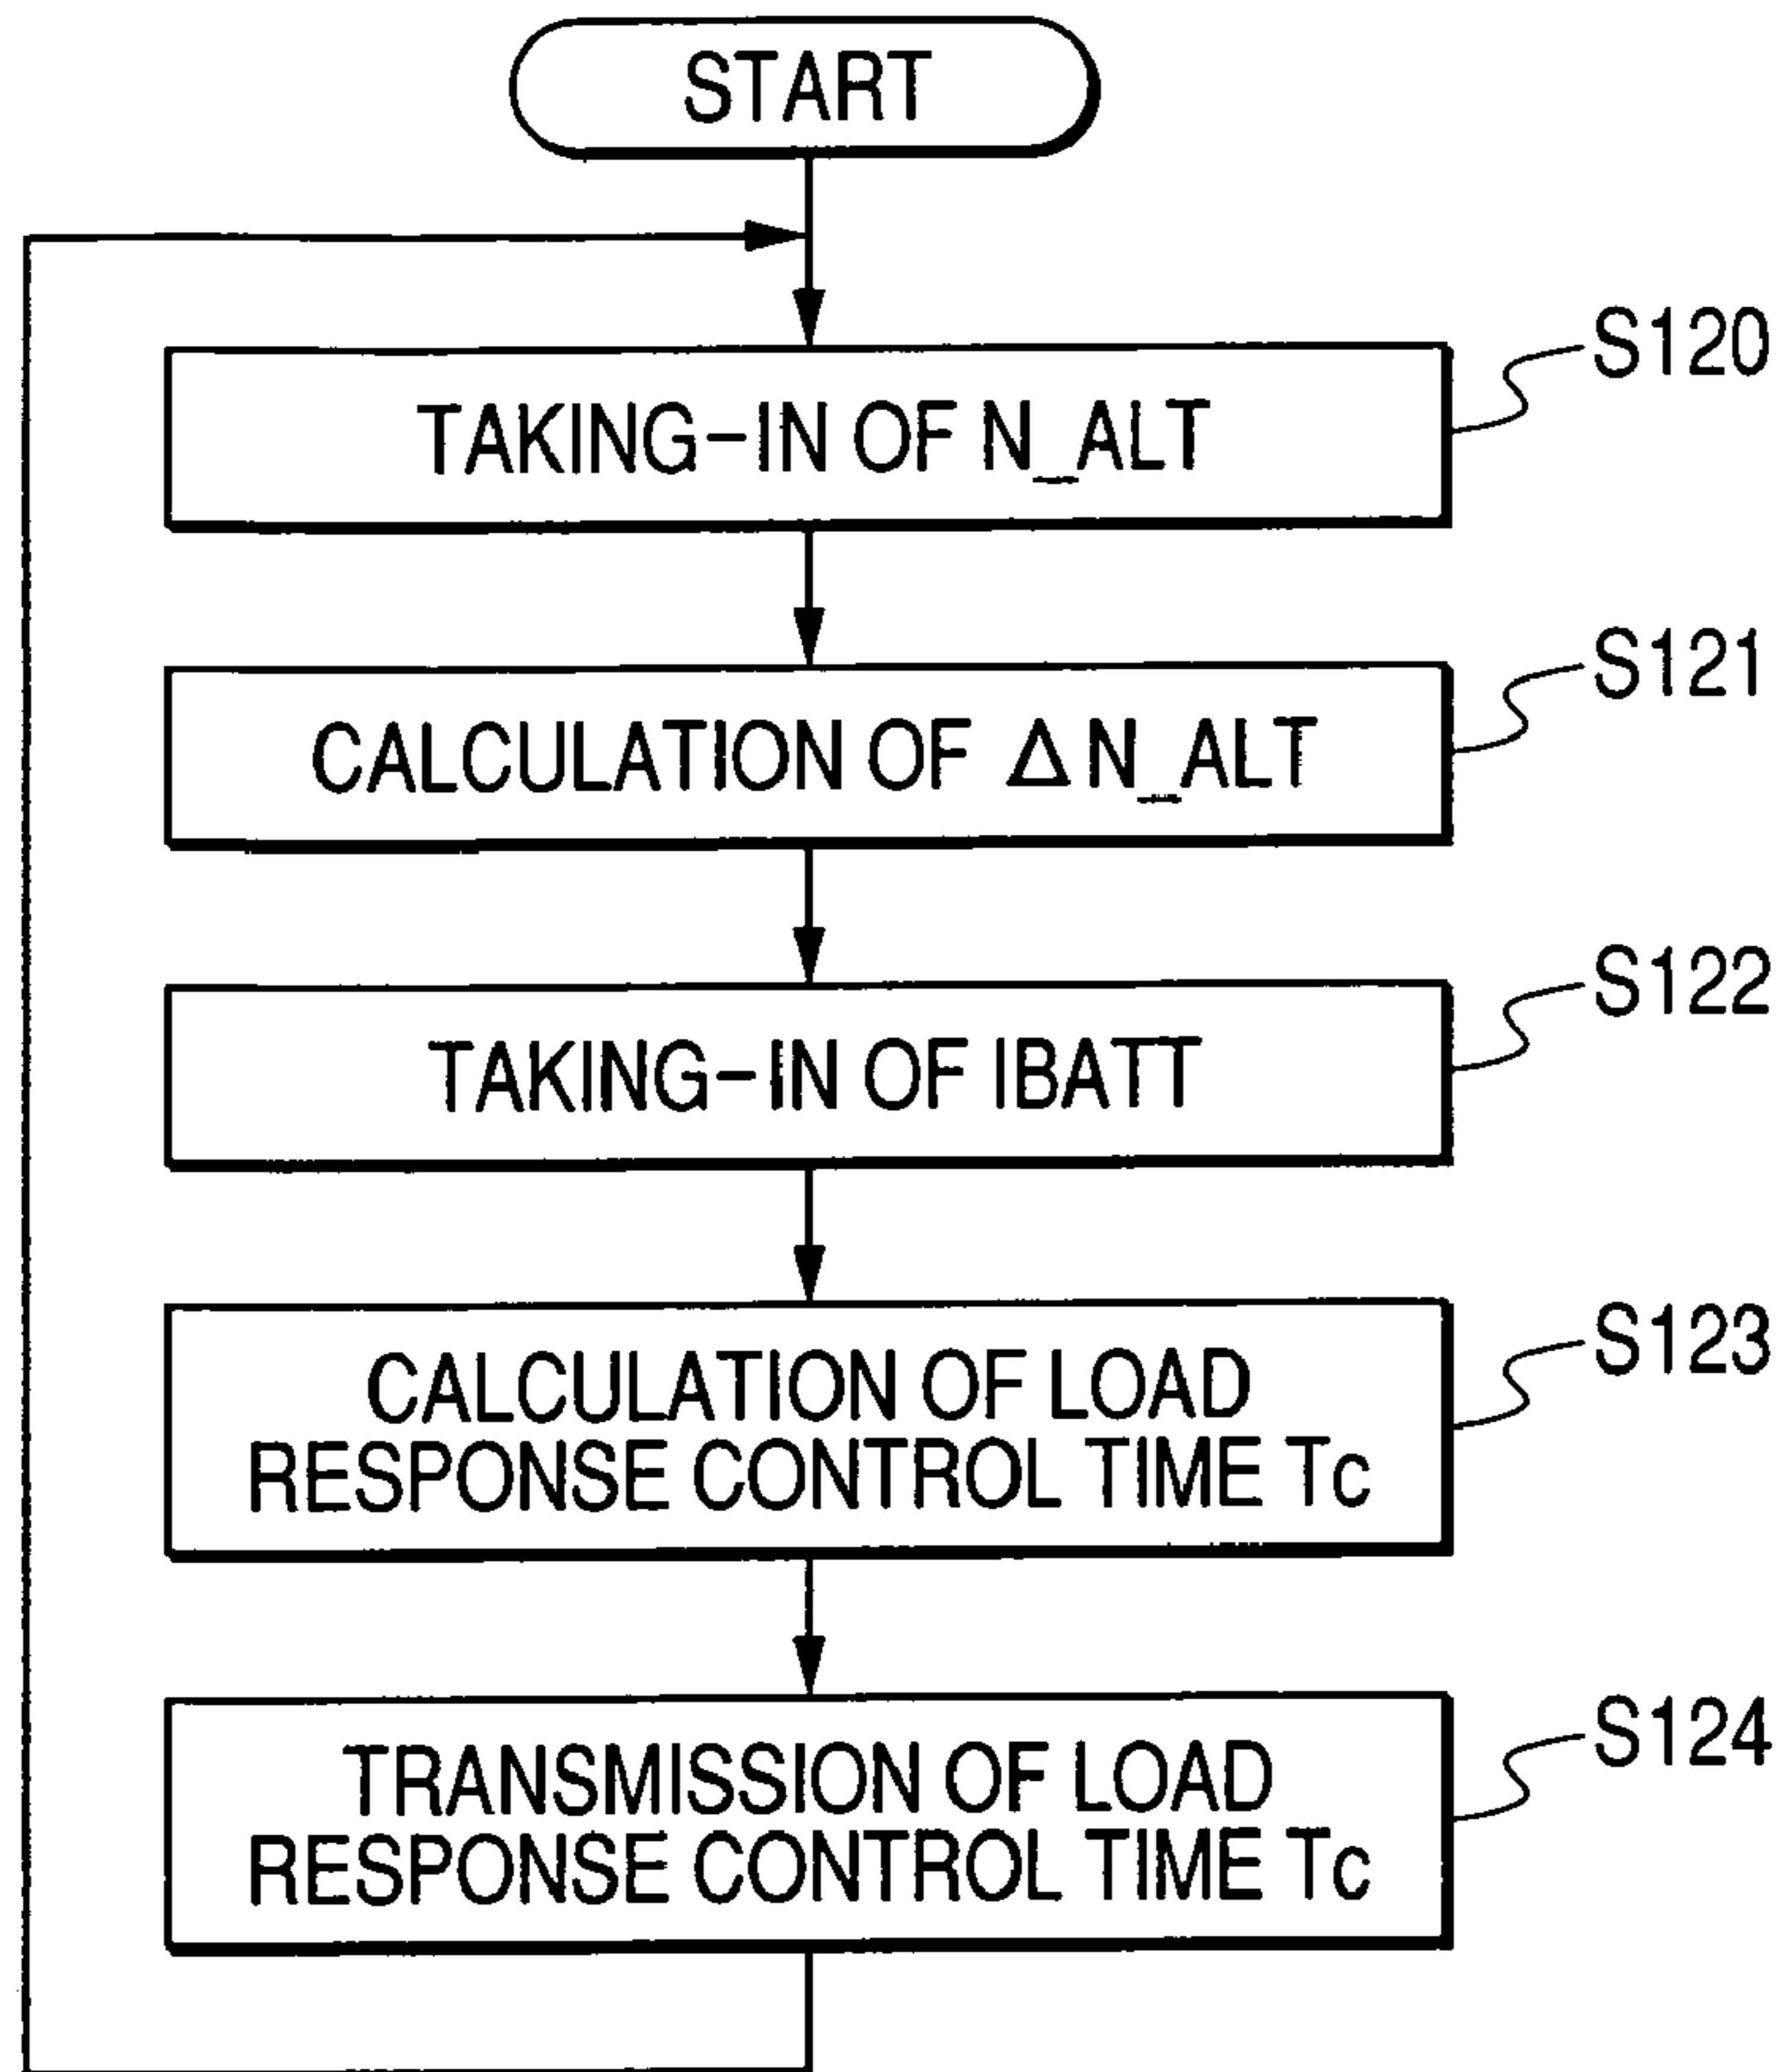 START
S120
TAKING-IN OF N_ALT
S121
CALCULATION OF Δ N_ALT
S122
TAKING-IN OF IBATT
S123
CALCULATION OF LOAD
RESPONSE CONTROL TIME Tc
S124
TRANSMISSION OF LOAD
RESPONSE CONTROL TIME Tc